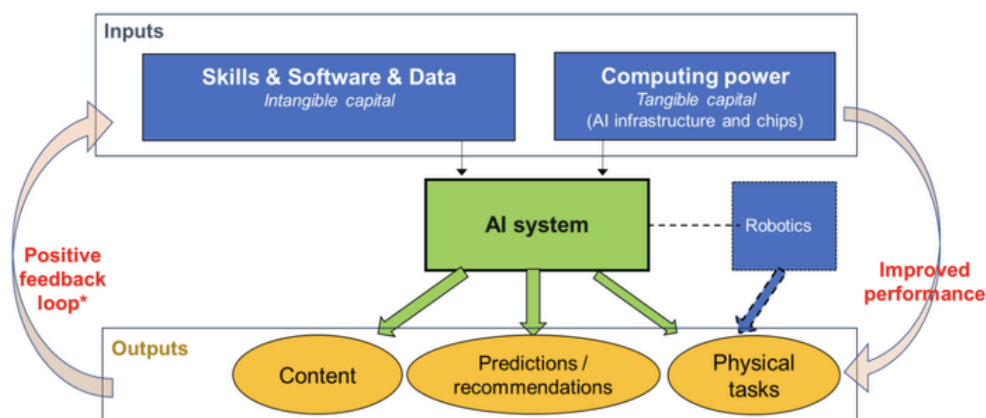 Inputs
Skills & Software & Data
Intangible capital
Computing power
Tangible capital
(AI infrastructure and chips)
AI system
Robotics
Positive
feedback
loop*
Improved
performance
Outputs
Content
Predictions /
recommendations
Physical
tasks